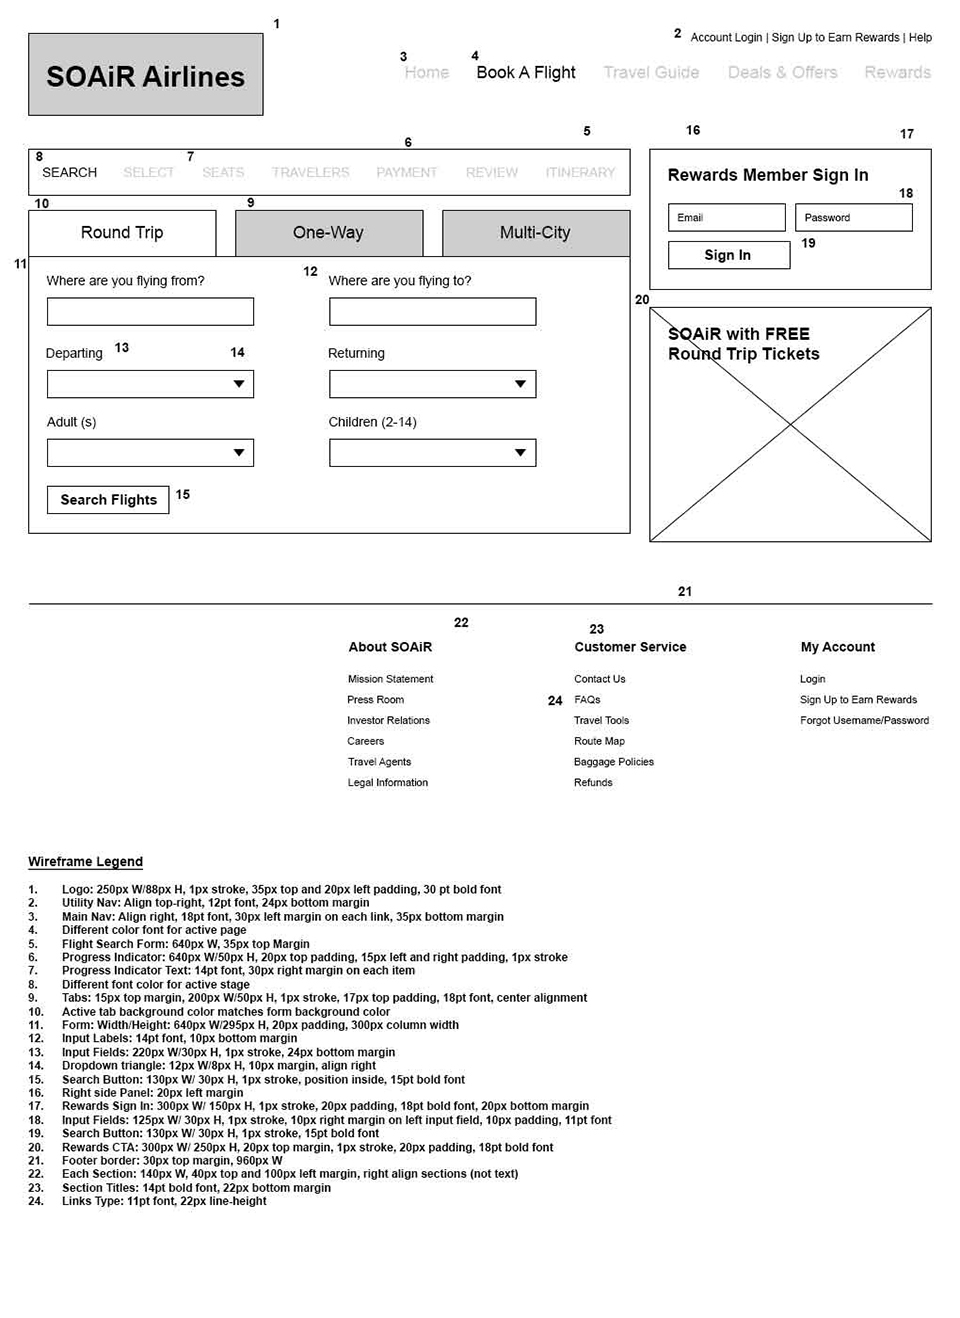 1
SOAiR Airlines
2 Account Login | Sign Up to Earn Rewards | Help
3 4
Home Book A Flight Travel Guide Deals & Offers Rewards
5
6
8 7
SEARCH SELECT SEATS TRAVELERS PAYMENT REVIEW ITINERARY
10 9
Round Trip One-Way Multi-City
11 12
Where are you flying from? Where are you flying to?
Departing 13 14 Returning
Adult (s) Children (2-14)
Search Flights 15
16 17
Rewards Member Sign In
18
Email Password
Sign In 19
20
SOAiR with FREE
Round Trip Tickets
21
22 23
About SOAiR Customer Service My Account
Mission Statement Contact Us Login
Press Room 24 FAQs Sign Up to Earn Rewards
Investor Relations Travel Tools Forgot Username/Password
Careers Route Map
Travel Agents Baggage Policies
Legal Information Refunds
Wireframe Legend
1. Logo: 250px W/88px H, 1px stroke, 35px top and 20px left padding, 30 pt bold font
2. Utility Nav: Align top-right, 12pt font, 24px bottom margin
3. Main Nav: Align right, 18pt font, 30px left margin on each link, 35px bottom margin
4. Different color font for active page
5. Flight Search Form: 640px W, 35px top Margin
6. Progress Indicator: 640px W/50px H, 20px top padding, 15px left and right padding, 1px stroke
7. Progress Indicator Text: 14pt font, 30px right margin on each item
8. Different font color for active stage
9. Tabs: 15px top margin, 200px W/50px H, 1px stroke, 17px top padding, 18pt font, center alignment
10. Active tab background color matches form background color
11. Form: Width/Height: 640px W/295px H, 20px padding, 300px column width
12. Input Labels: 14pt font, 10px bottom margin
13. Input Fields: 220px W/30px H, 1px stroke, 24px bottom margin
14. Dropdown triangle: 12px W/8px H, 10px margin, align right
15. Search Button: 130px W/ 30px H, 1px stroke, position inside, 15pt bold font
16. Right side Panel: 20px left margin
17. Rewards Sign In: 300px W/ 150px H, 1px stroke, 20px padding, 18pt bold font, 20px bottom margin
18. Input Fields: 125px W/ 30px H, 1px stroke, 10px right margin on left input field, 10px padding, 11pt font
19. Search Button: 130px W/ 30px H, 1px stroke, 15pt bold font
20. Rewards CTA: 300px W/ 250px H, 20px top margin, 1px stroke, 20px padding, 18pt bold font
21. Footer border: 30px top margin, 960px W
22. Each Section: 140px W, 40px top and 100px left margin, right align sections (not text)
23. Section Titles: 14pt bold font, 22px bottom margin
24. Links Type: 11pt font, 22px line-height